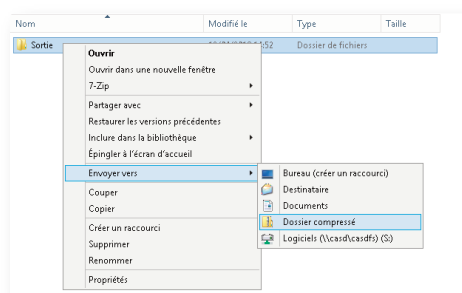 Nom Modifié le Type Taille
Sortie :52 Dossier de fichiers
Ouvrir
Ouvrir dans une nouvelle fenêtre
7-Zip
Partager avec
Restaurer les versions précédentes
Inclure dans la bibliothèque
Épingler à l'écran d'accueil
Envoyer vers
Bureau (créer un raccourci)
Destinataire
Documents
Dossier compressé
Logiciels (\\casd\casdfs) (S:)
Couper
Copier
Créer un raccourci
Supprimer
Renommer
Propriétés